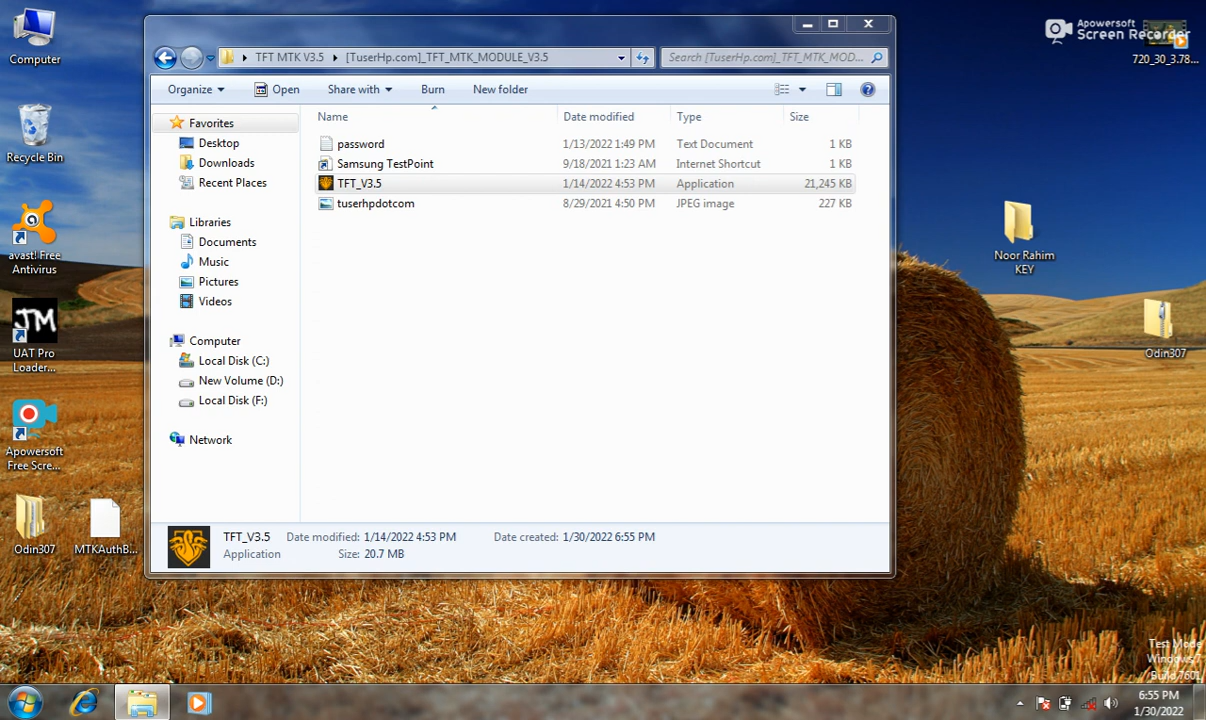 Computer
Apowersoft
Screen Recorder
720_30_3.78...
TFT MTK V3.5
[TuserHp.com]_TFT_MTK_MODULE_V3.5
Search [TuserHp.com]_TFT_MTK_MOD...
Organize
Open
Share with
Burn
New folder
Favorites
Desktop
Downloads
Recent Places
Libraries
Documents
Music
Pictures
Videos
Computer
Local Disk (C:)
New Volume (D:)
Local Disk (F:)
Network
Name Date modified Type Size
password 1/13/2022 1:49 PM Text Document 1 KB
Samsung TestPoint 9/18/2021 1:23 AM Internet Shortcut 1 KB
TFT_V3.5 1/14/2022 4:53 PM Application 21,245 KB
tuserhpdotcom 8/29/2021 4:50 PM JPEG image 227 KB
TFT_V3.5 Date modified: 1/14/2022 4:53 PM Date created: 1/30/2022 6:55 PM
Application Size: 20.7 MB
Recycle Bin
avast! Free
Antivirus
JM
UAT Pro
Loader...
Apowersoft
Free Scre...
Odin307
MTKAuthB...
Noor Rahim
KEY
Odin307
Test Mode
Windows 7
Build 7601
6:55 PM
1/30/2022